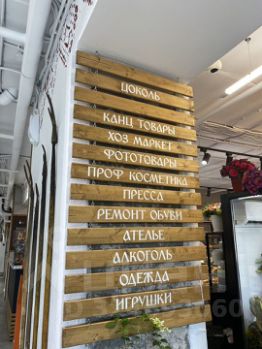 ЦОКОЛЬ
КАНЦ ТОВАРЫ
ХОЗ МАРКЕТ
ФОТОТОВАРЫ
ПРОФ КОСМЕТИКА
ПРЕССА
РЕМОНТ ОБУВИ
АТЕЛЬЕ
АЛКОГОЛЬ
ОДЕЖДА
ИГРУШКИ